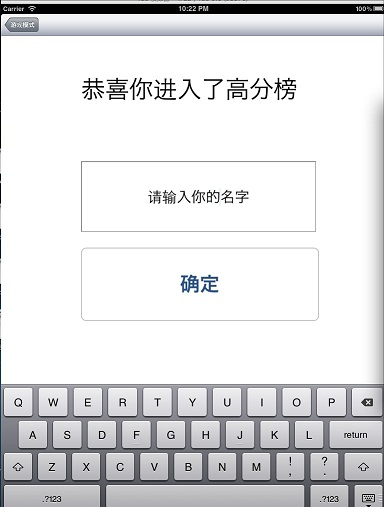 Carrier 10:22 PM 100%
游戏模式
恭喜你进入了高分榜
请输入你的名字
确定
Q W E R T Y U I O P
A S D F G H J K L return
Z X C V B N M ! , ? .
.?123 .?123